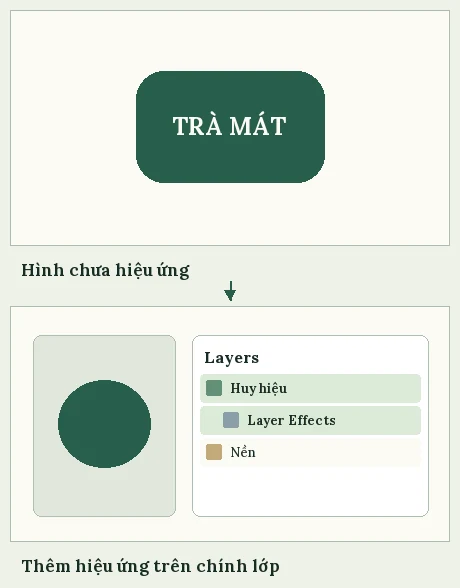 TRÀ MÁT
Hình chưa hiệu ứng
Layers
Huy hiệu
Layer Effects
Nền
Thêm hiệu ứng trên chính lớp